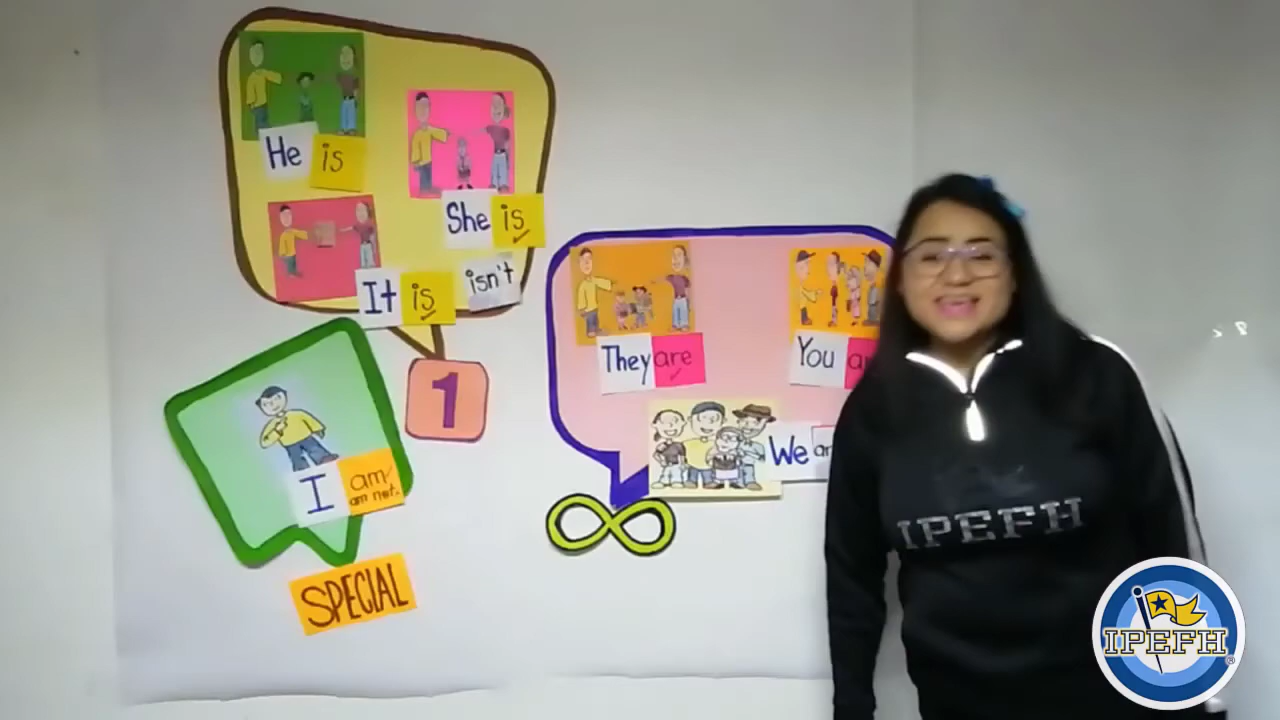 He is
She is
It is isn't
1
I am
am not.
SPECIAL
They are
You
We
IPEFH
IPEFH